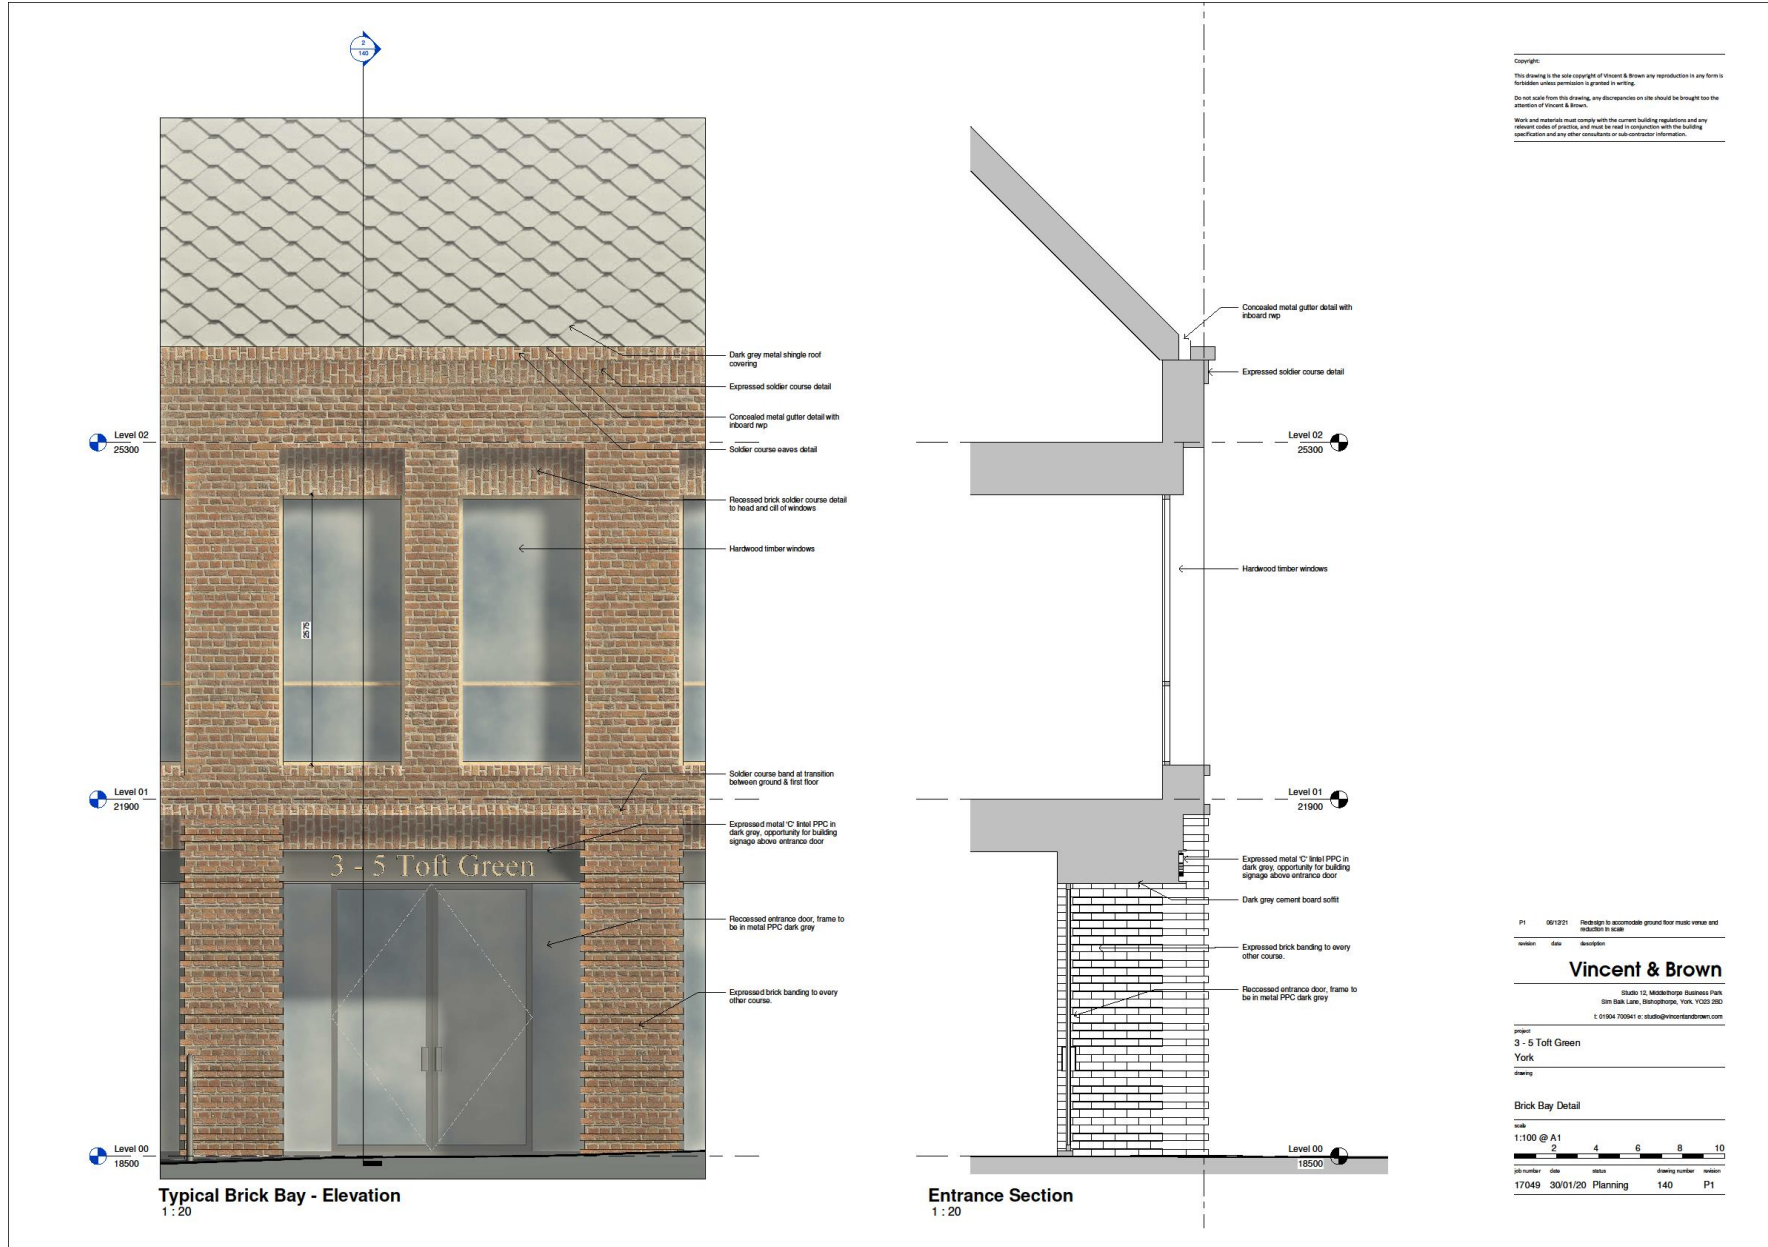 2
140
Copyright:
This drawing is the sole copyright of Vincent & Brown any reproduction in any form is
forbidden unless permission is granted in writing.
Do not scale from this drawing, any discrepancies on site should be brought too the
attention of Vincent & Brown.
Work and materials must comply with the current building regulations and any
relevant codes of practice, and must be read in conjunction with the building
specification and any other consultants or sub-contractor information.
Dark grey metal shingle roof
covering
Expressed soldier course detail
Concealed metal gutter detail with
inboard rwp
Soldier course eaves detail
Level 02
25300
Recessed brick soldier course detail
to head and cill of windows
Hardwood timber windows
2575
Soldier course band at transition
between ground & first floor
Level 01
21900
Expressed metal 'C' lintel PPC in
dark grey, opportunity for building
signage above entrance door
3 - 5 Toft Green
Reccessed entrance door, frame to
be in metal PPC dark grey
Expressed brick banding to every
other course.
Level 00
18500
Typical Brick Bay - Elevation
1 : 20
Concealed metal gutter detail with
inboard rwp
Expressed soldier course detail
Level 02
25300
Hardwood timber windows
Level 01
21900
Expressed metal 'C' lintel PPC in
dark grey, opportunity for building
signage above entrance door
Dark grey cement board soffit
Expressed brick banding to every
other course.
Reccessed entrance door, frame to
be in metal PPC dark grey
Level 00
18500
Entrance Section
1 : 20
P1 06/12/21 Redesign to accomodate ground floor music venue and
reduction in scale
revision date description
Vincent & Brown
Studio 12, Middlethorpe Business Park
Sim Balk Lane, Bishopthorpe, York. YO23 2BD
t: 01904 700941 e: studio@vincentandbrown.com
project
3 - 5 Toft Green
York
drawing
Brick Bay Detail
scale
1:100 @ A1
2 4 6 8 10
job number date status drawing number revision
17049 30/01/20 Planning 140 P1